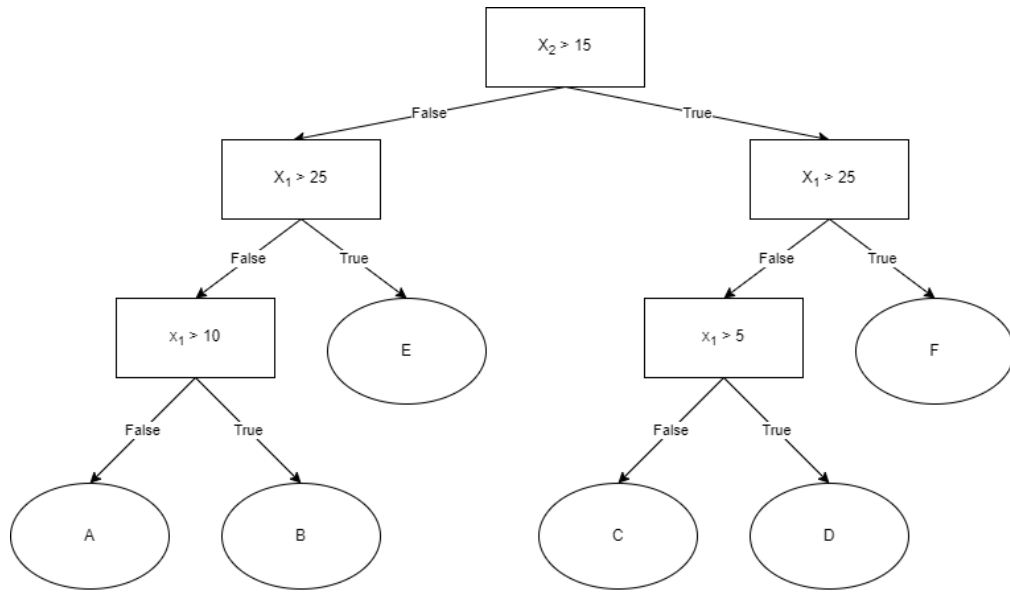 X₂ > 15
False
True
X₁ > 25
X₁ > 25
False
True
False
True
x₁ > 10
E
x₁ > 5
F
False
True
False
True
A
B
C
D